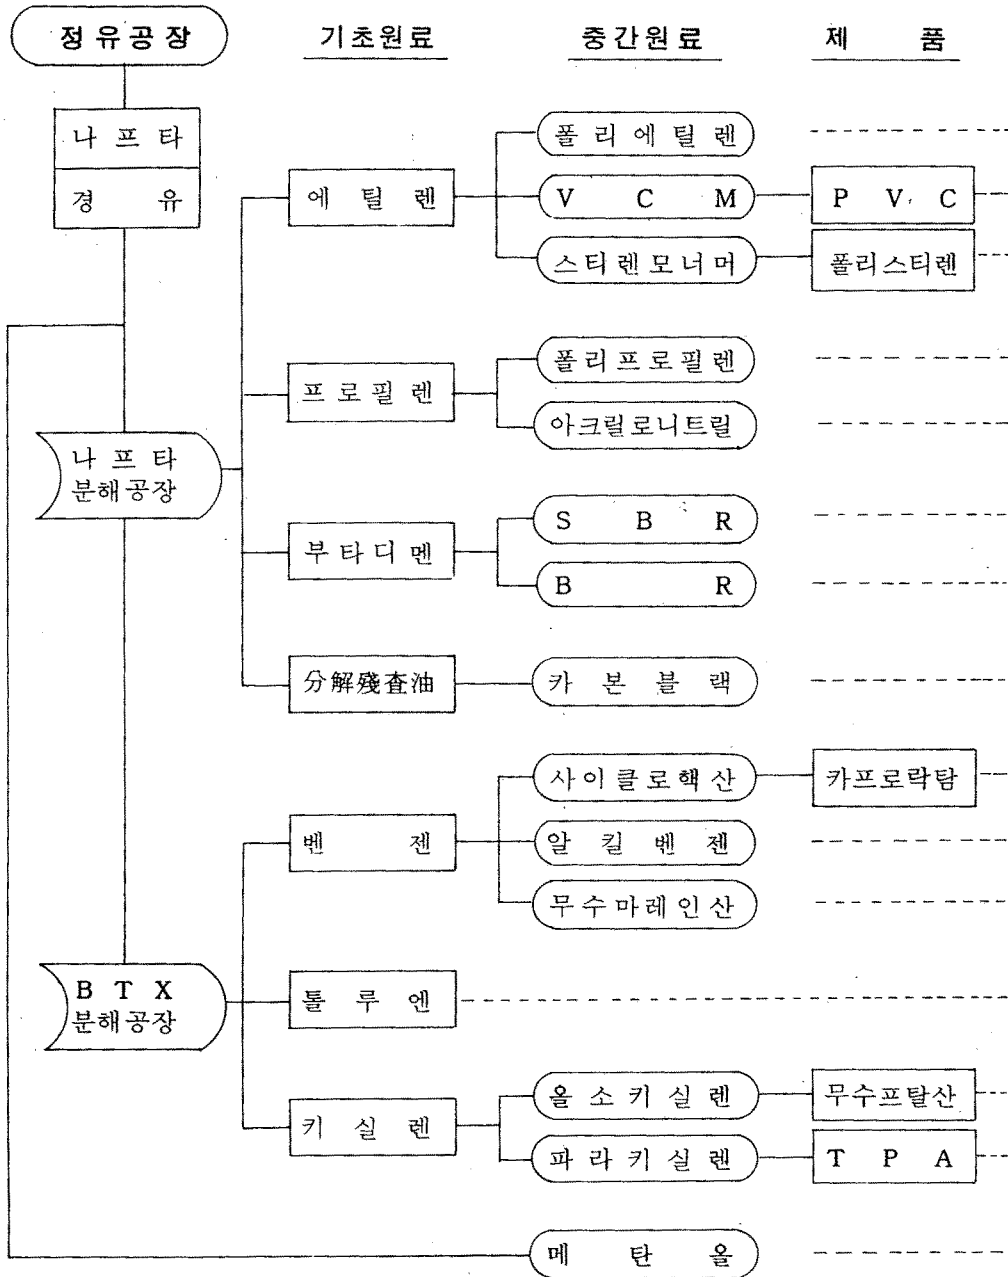 정유공장 기초원료 중간원료 제 품
나 프 타
경 유
폴 리 에 틸 렌
에 틸 렌
V C M
P V C
스티렌모너머
폴리스티렌
폴리프로필렌
프 로 필 렌
아크릴로니트릴
나 프 타
분해공장
S B R
부 타 디 멘
B R
分解殘査油
카 본 블 랙
사이클로핵산
카프로락탐
벤 젠
알 킬 벤 젠
무수마레인산
B T X
분해공장
톨 루 엔
올 소 키 실 렌
무수프탈산
키 실 렌
파 라 키 실 렌
T P A
메 탄 올